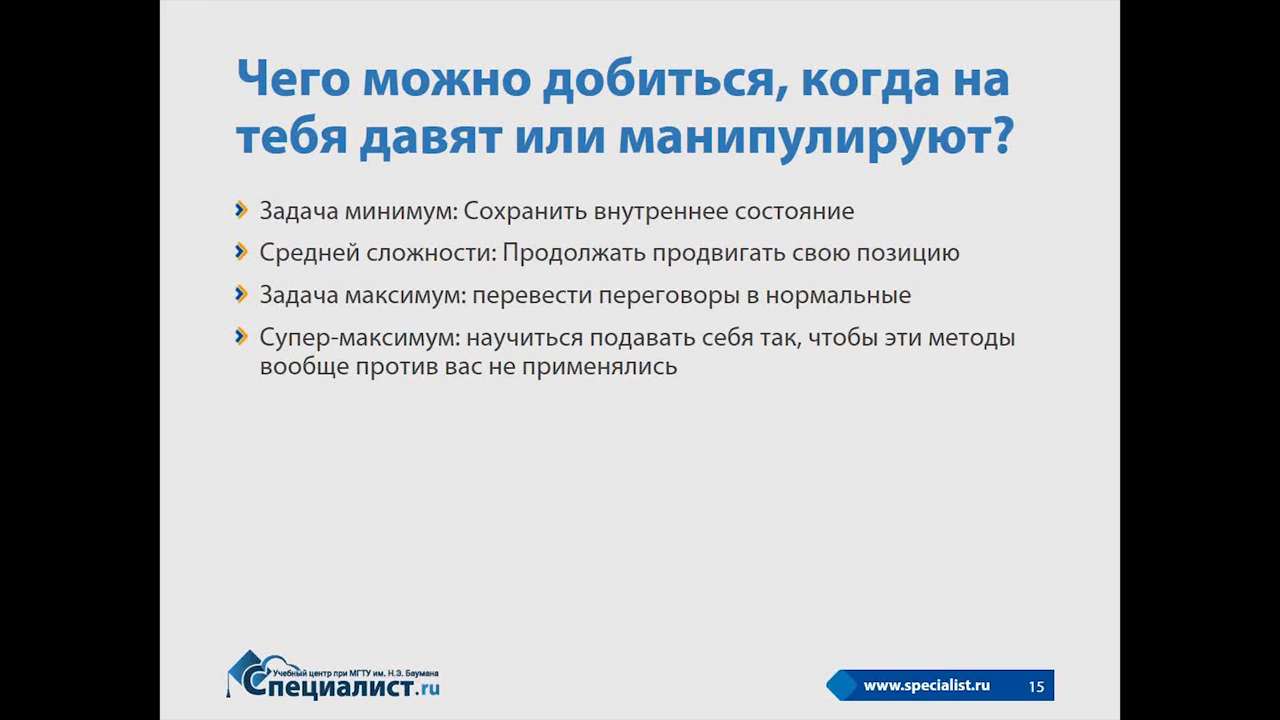 Чего можно добиться, когда на
тебя давят или манипулируют?
Задача минимум: Сохранить внутреннее состояние
Средней сложности: Продолжать продвигать свою позицию
Задача максимум: перевести переговоры в нормальные
Супер-максимум: научиться подавать себя так, чтобы эти методы
вообще против вас не применялись
Учебный центр при МГТУ им. Н.Э. Баумана
Специалист.ru
www.specialist.ru 15